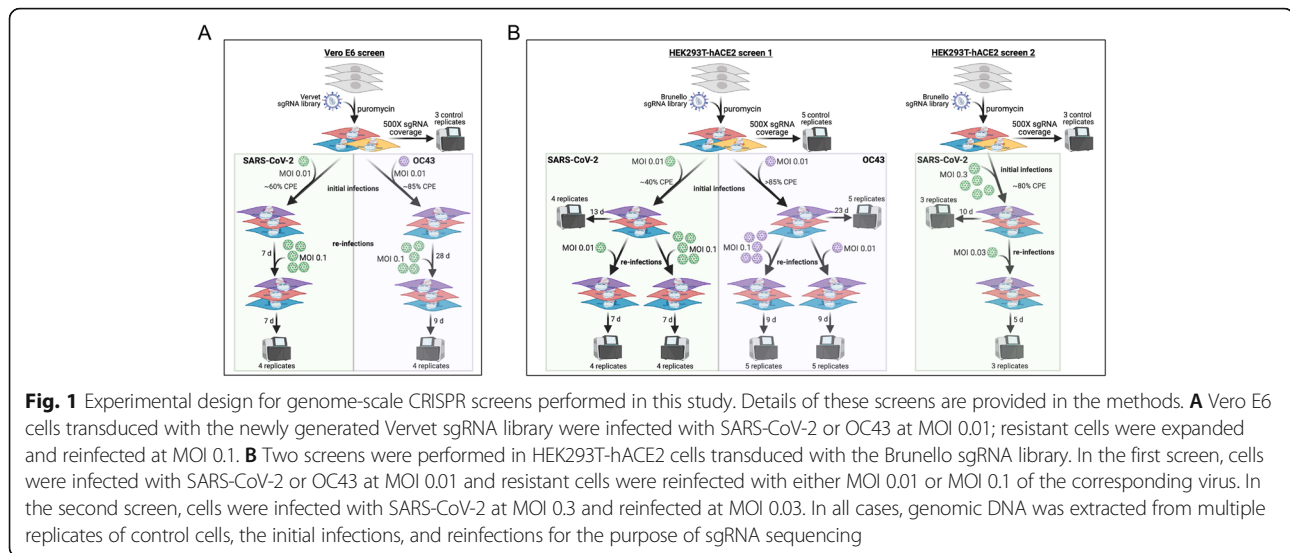 A
Vero E6 screen
Vervet
sgRNA library
puromycin
500X sgRNA
coverage
3 control
replicates
SARS-CoV-2
MOI 0.01
~60% CPE
OC43
MOI 0.01
~85% CPE
initial infections
re-infections
7 d
MOI 0.1
MOI 0.1
28 d
7 d
9 d
4 replicates
4 replicates
B
HEK293T-hACE2 screen 1
Brunello
sgRNA library
puromycin
500X sgRNA
coverage
5 control
replicates
SARS-CoV-2
MOI 0.01
~40% CPE
initial infections
MOI 0.01
>85% CPE
OC43
4 replicates
13 d
23 d
5 replicates
MOI 0.01
MOI 0.1
re-infections
MOI 0.1
MOI 0.01
re-infections
7 d
7 d
9 d
9 d
4 replicates
4 replicates
5 replicates
5 replicates
HEK293T-hACE2 screen 2
Brunello
sgRNA library
puromycin
500X sgRNA
coverage
3 control
replicates
SARS-CoV-2
MOI 0.3
initial infections
~80% CPE
3 replicates
10 d
MOI 0.03
re-infections
5 d
3 replicates
Fig. 1 Experimental design for genome-scale CRISPR screens performed in this study. Details of these screens are provided in the methods. A Vero E6
cells transduced with the newly generated Vervet sgRNA library were infected with SARS-CoV-2 or OC43 at MOI 0.01; resistant cells were expanded
and reinfected at MOI 0.1. B Two screens were performed in HEK293T-hACE2 cells transduced with the Brunello sgRNA library. In the first screen, cells
were infected with SARS-CoV-2 or OC43 at MOI 0.01 and resistant cells were reinfected with either MOI 0.01 or MOI 0.1 of the corresponding virus. In
the second screen, cells were infected with SARS-CoV-2 at MOI 0.3 and reinfected at MOI 0.03. In all cases, genomic DNA was extracted from multiple
replicates of control cells, the initial infections, and reinfections for the purpose of sgRNA sequencing